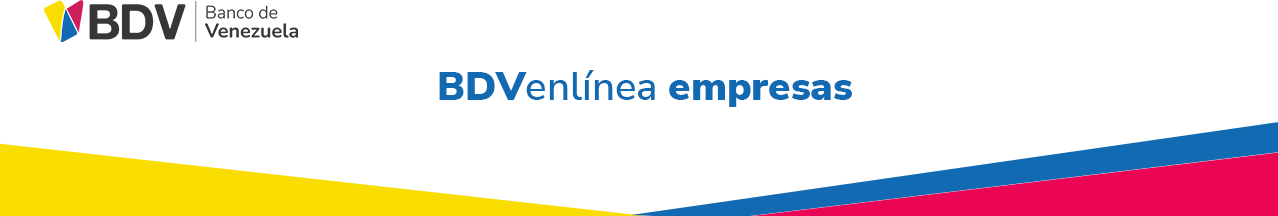 BDV
Banco de
Venezuela
BDVenlínea empresas